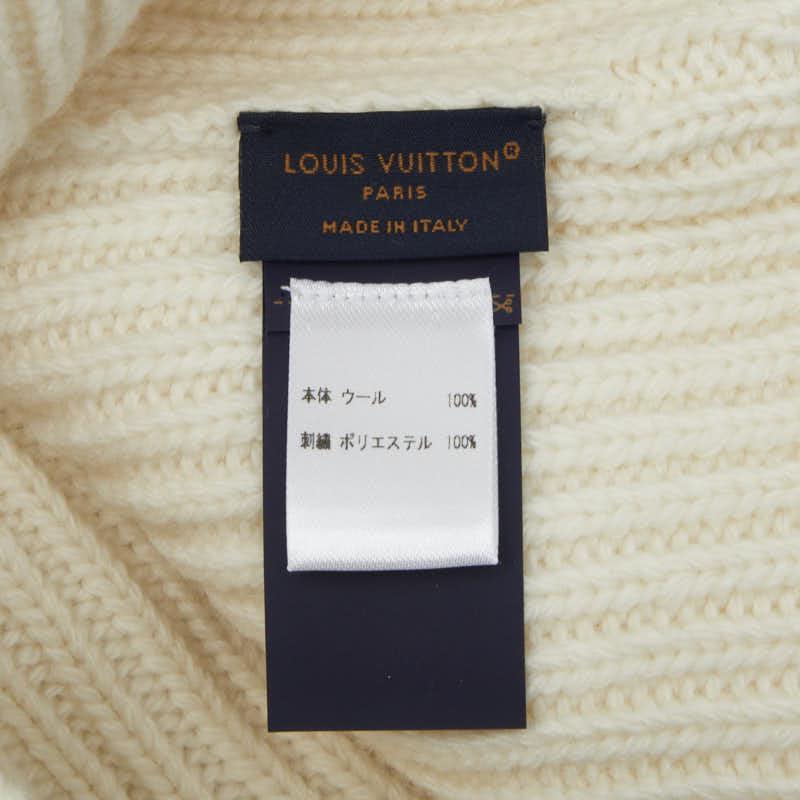 LOUIS VUITTON®
PARIS
MADE IN ITALY
本体 ウール 100%
刺繍 ポリエステル 100%